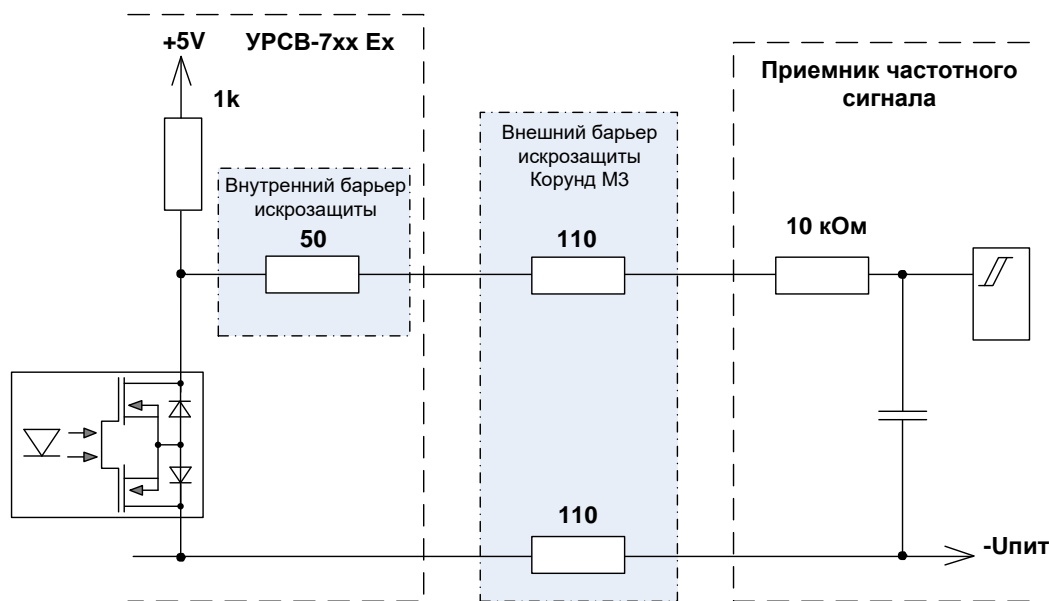 +5V
УРСВ-7xx Ex
1k
Внутренний барьер
искрозащиты
50
Внешний барьер
искрозащиты
Корунд М3
110
110
Приемник частотного
сигнала
10 кОм
-Uпит